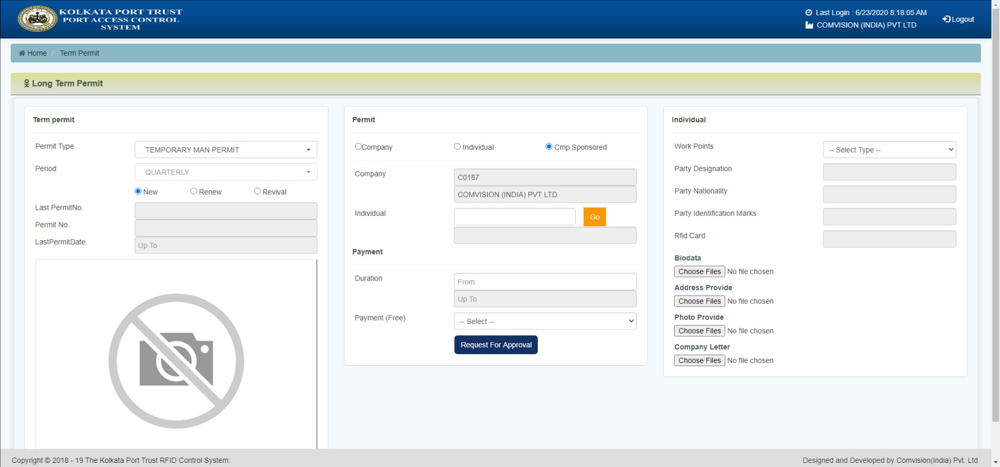 KOLKATA PORT TRUST
PORT ACCESS CONTROL
SYSTEM
Last Login : 6/23/2020 8:18:05 AM
COMVISION (INDIA) PVT LTD
Logout
Home / Term Permit
Long Term Permit
Term permit
Permit Type
TEMPORARY MAN PERMIT
Period
QUARTERLY
New
Renew
Revival
Last PermitNo.
Permit No.
LastPermitDate.
Up To
Permit
Company
Individual
Cmp Sponsored
Company
C0187
COMVISION (INDIA) PVT LTD
Individual
Go
Payment
Duration
From
Up To
Payment (Free)
-- Select --
Request For Approval
Individual
Work Points
-- Select Type --
Party Designation
Party Nationality
Party Identification Marks
Rfid Card
Biodata
Choose Files No file chosen
Address Provide
Choose Files No file chosen
Photo Provide
Choose Files No file chosen
Company Letter
Choose Files No file chosen
Copyright © 2018 - 19 The Kolkata Port Trust RFID Control System.
Designed and Developed by Comvision(India) Pvt. Ltd.